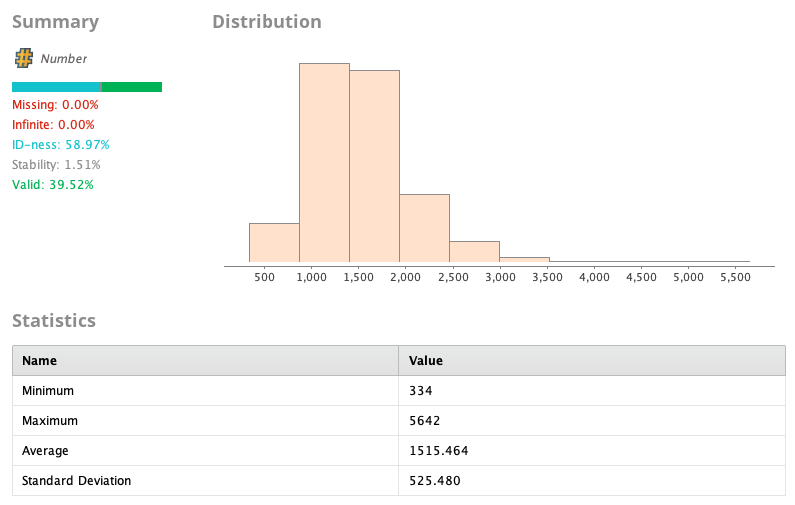 Summary
Distribution
Number
Missing: 0.00%
Infinite: 0.00%
ID-ness: 58.97%
Stability: 1.51%
Valid: 39.52%
500 1,000 1,500 2,000 2,500 3,000 3,500 4,000 4,500 5,000 5,500
Statistics
Name Value
Minimum 334
Maximum 5642
Average 1515.464
Standard Deviation 525.480